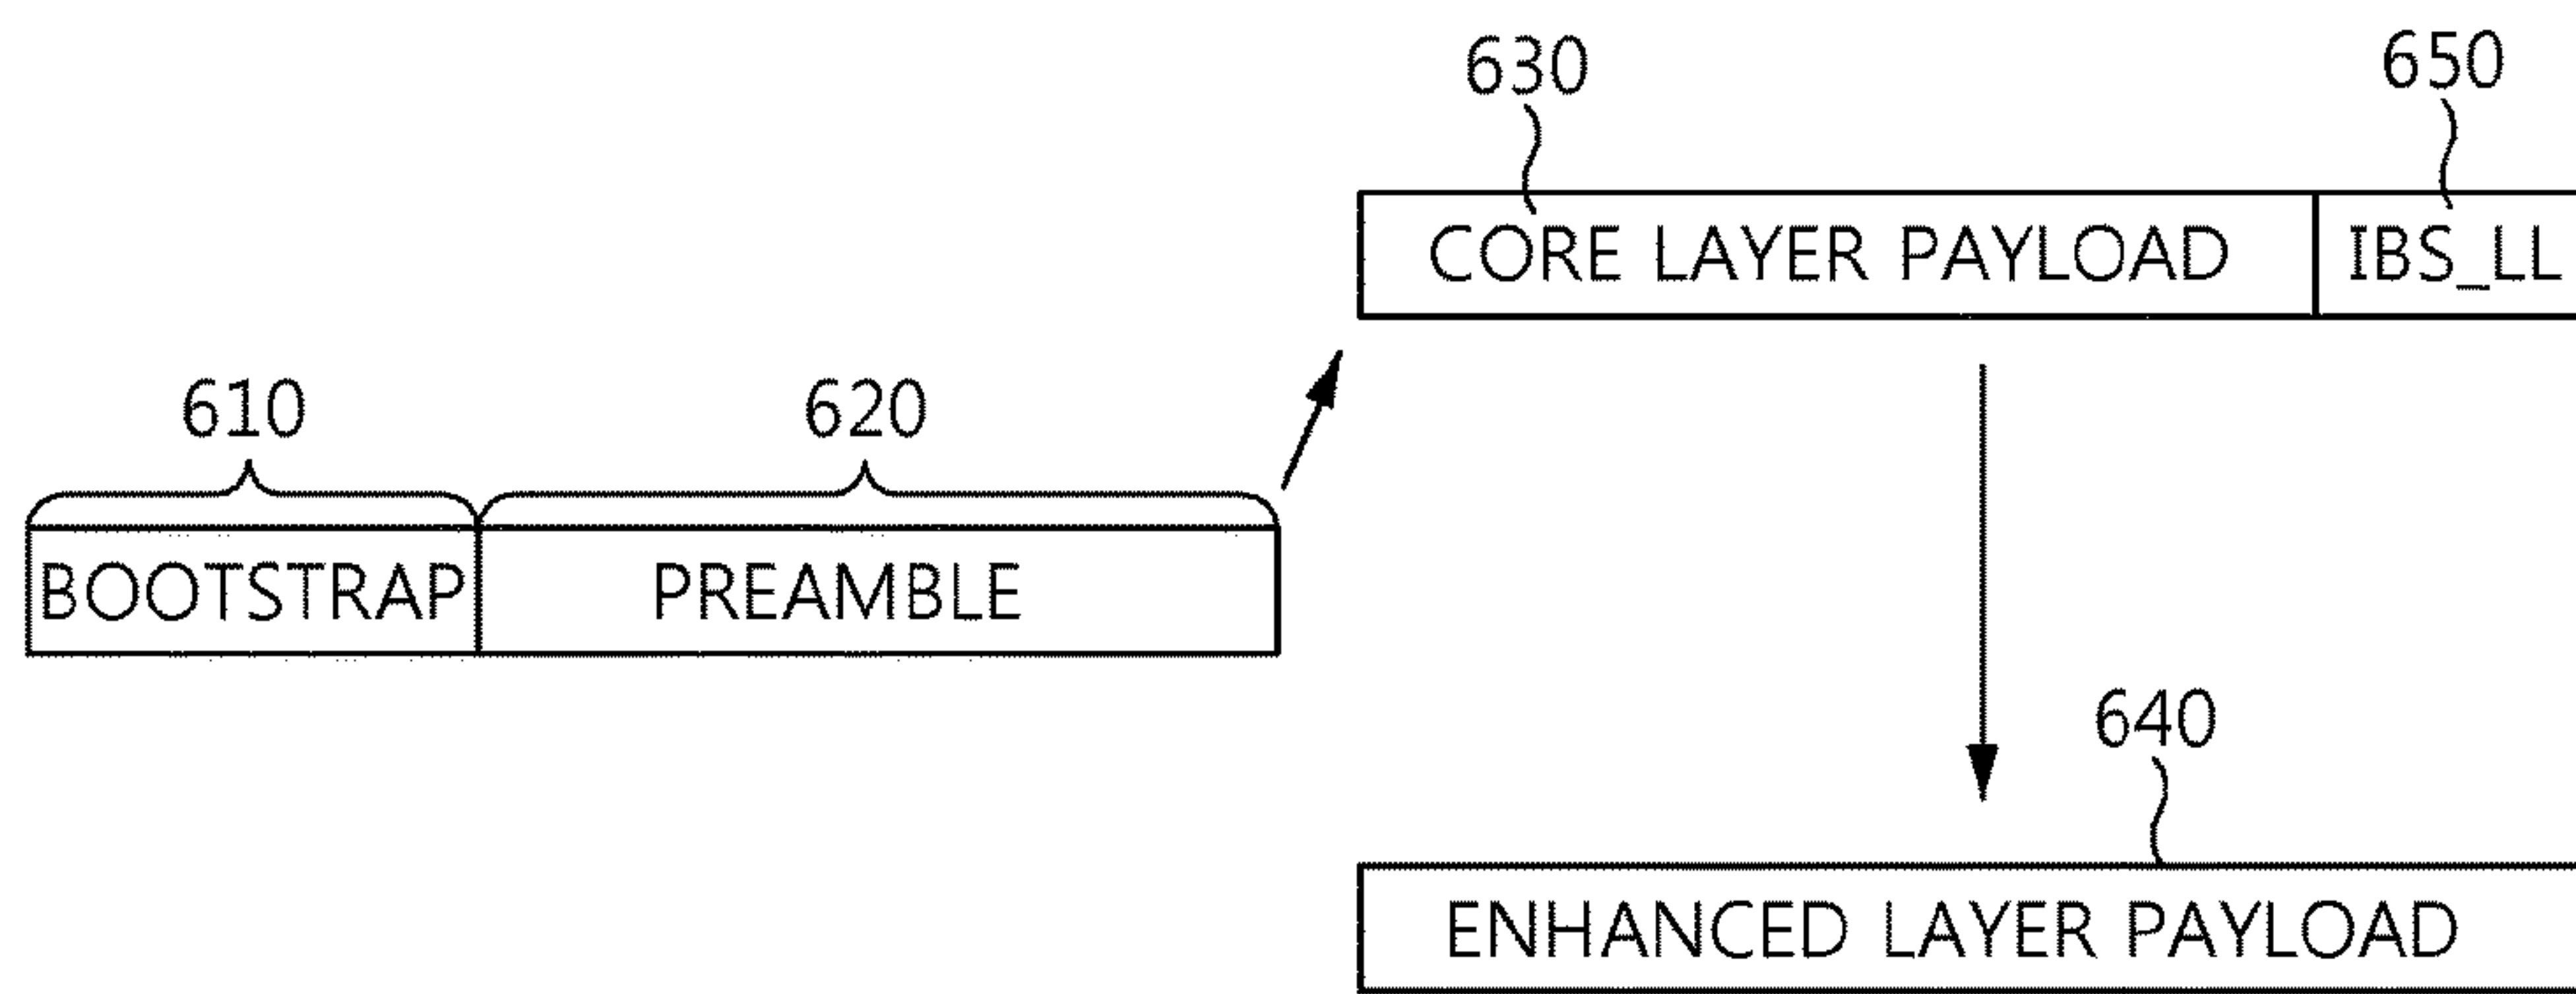 630 650
CORE LAYER PAYLOAD IBS_LL
610 620
BOOTSTRAP PREAMBLE
640
ENHANCED LAYER PAYLOAD